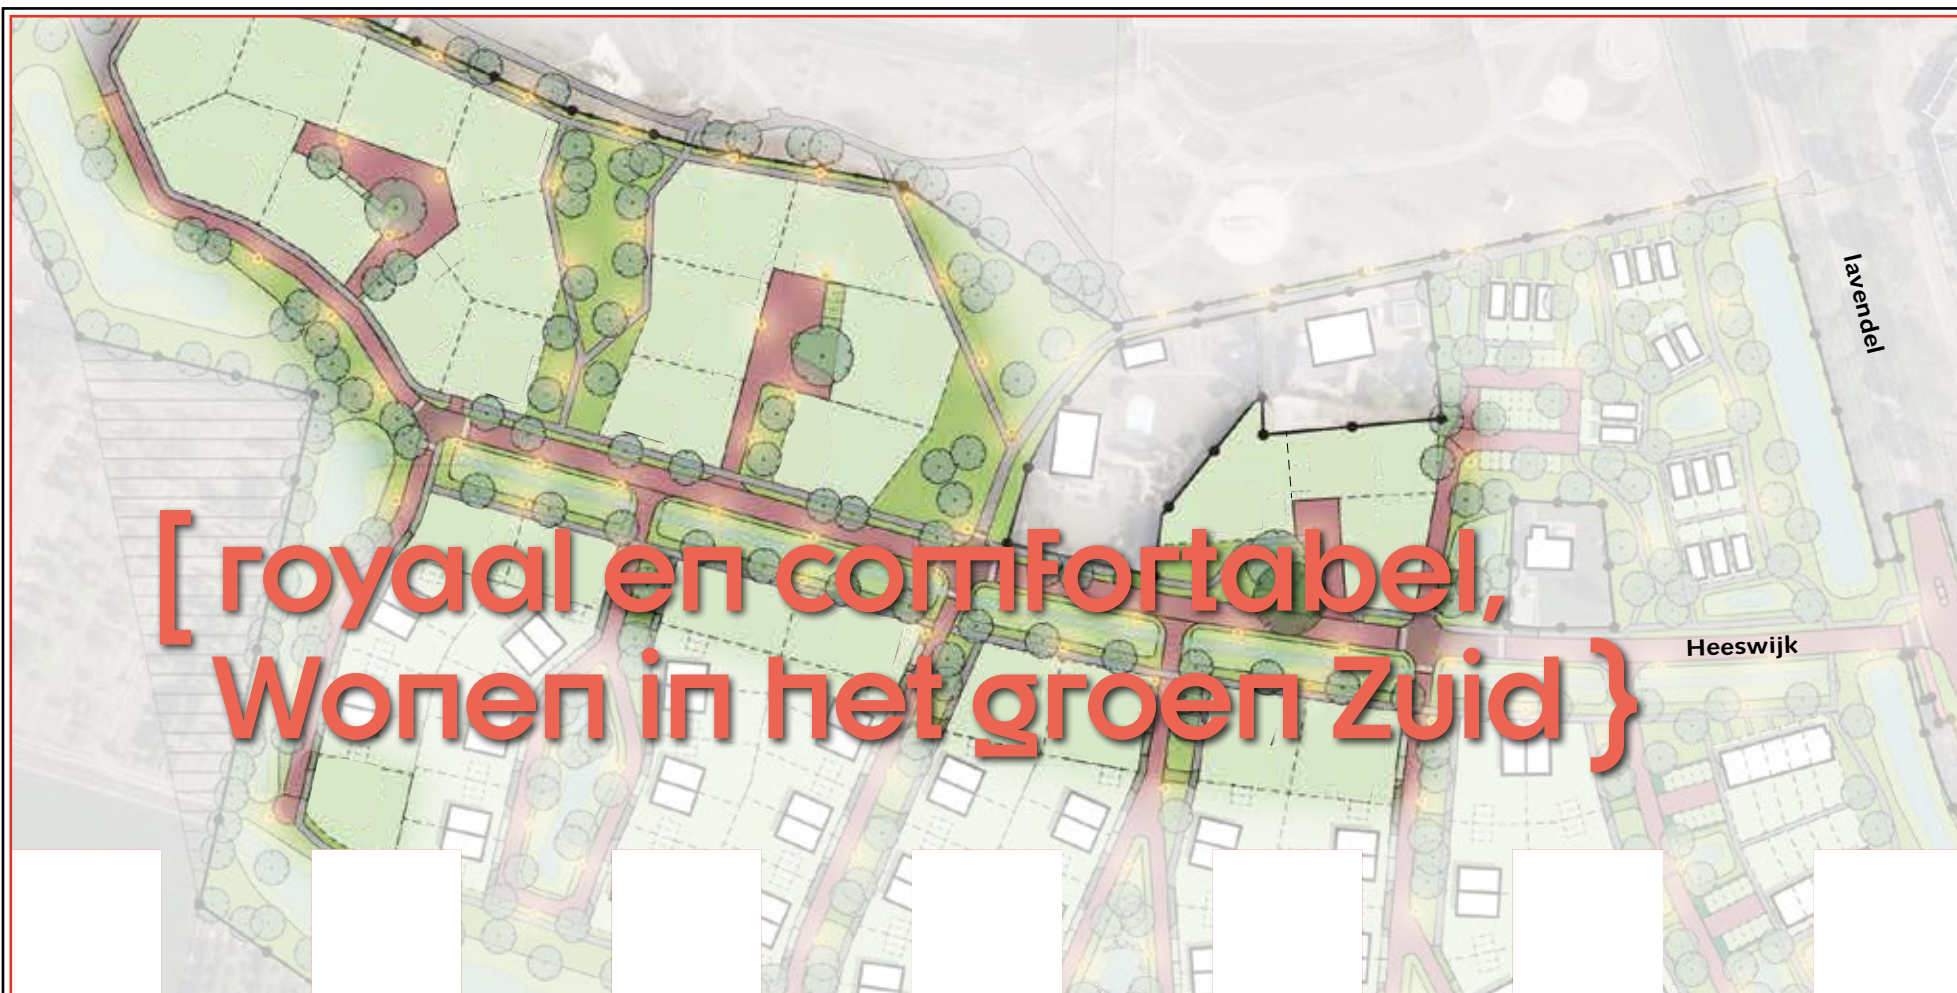 lavendel
[ royaal en comfortabel,
Wonen in het groen Zuid }
Heeswijk